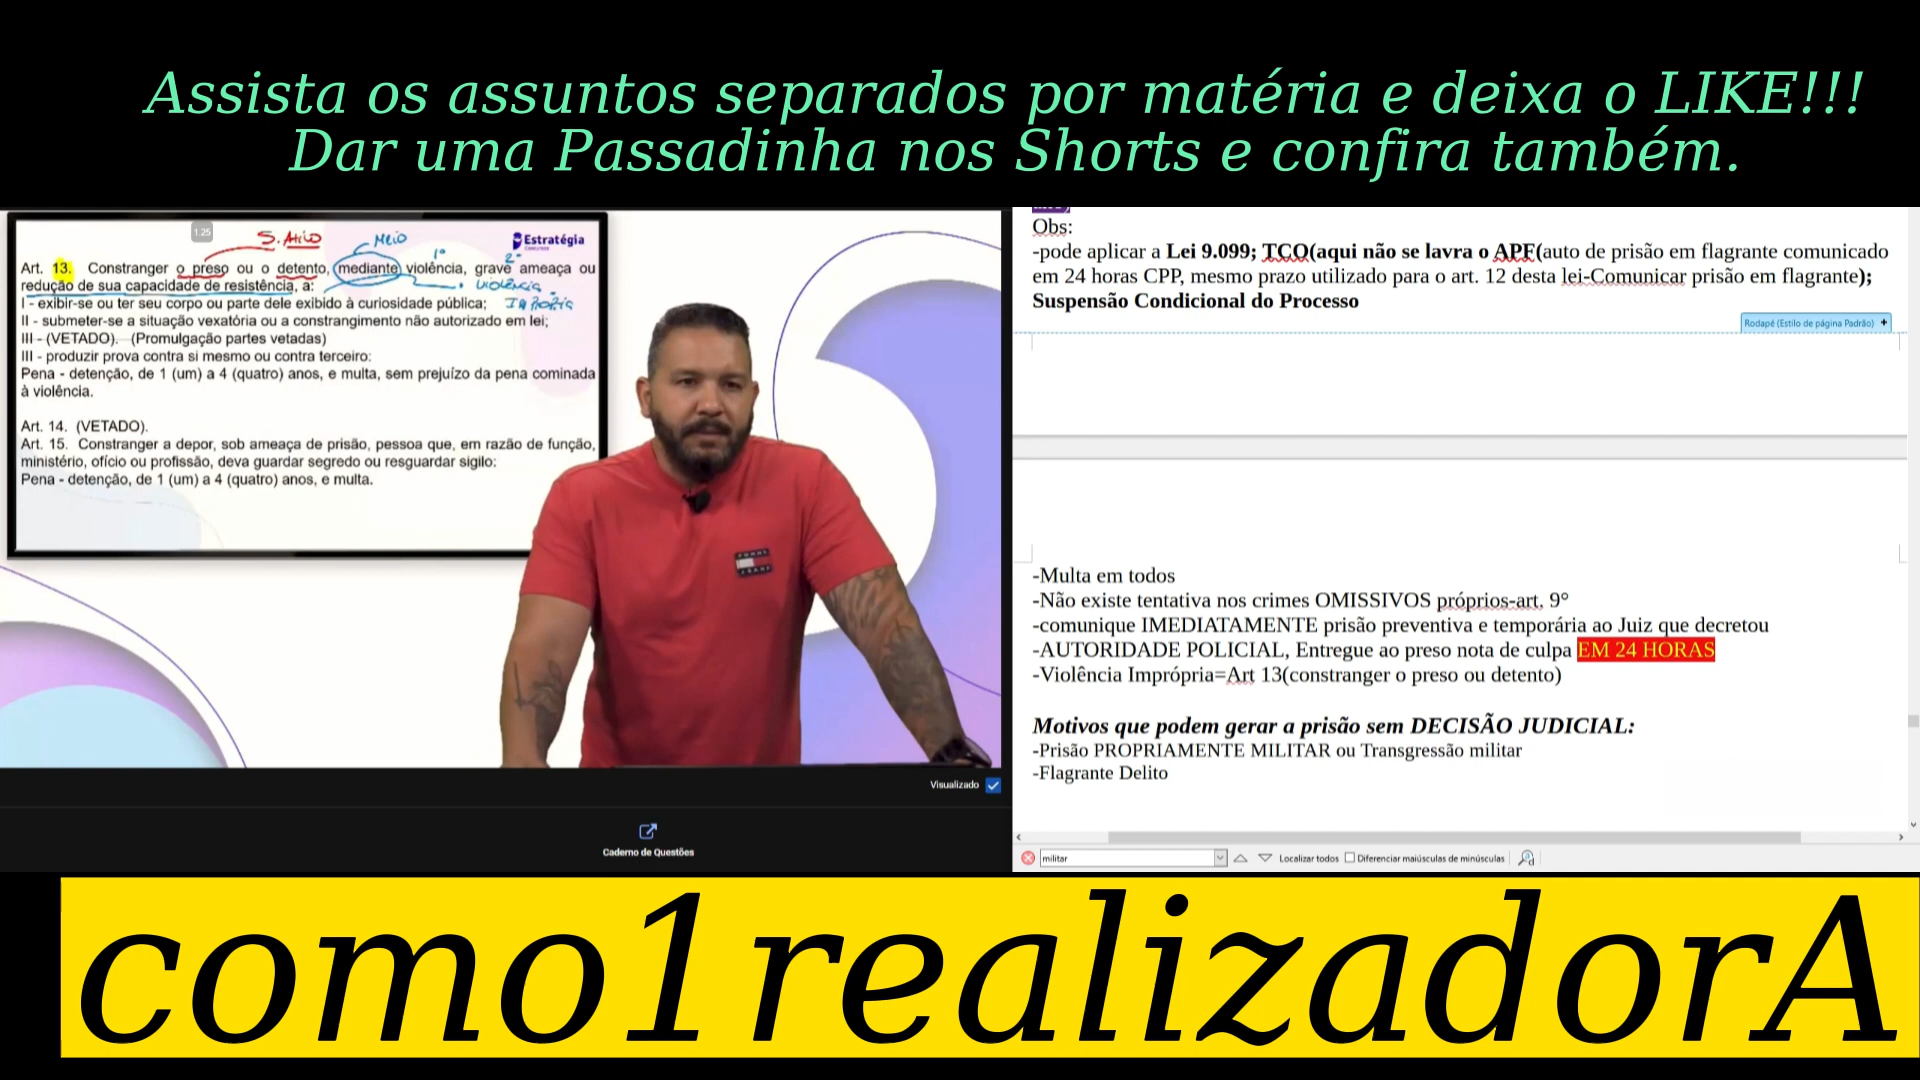 Assista os assuntos separados por matéria e deixa o LIKE!!!
Dar uma Passadinha nos Shorts e confira também.
1.25
S. Ativo
Meio
Estratégia
Concursos
1°
2°
Art. 13. Constranger o preso ou o detento, mediante violência, grave ameaça ou
redução de sua capacidade de resistência, a:
violência
Imprópria
I - exibir-se ou ter seu corpo ou parte dele exibido à curiosidade pública;
II - submeter-se a situação vexatória ou a constrangimento não autorizado em lei;
III - (VETADO). (Promulgação partes vetadas)
III - produzir prova contra si mesmo ou contra terceiro:
Pena - detenção, de 1 (um) a 4 (quatro) anos, e multa, sem prejuízo da pena cominada
à violência.
Art. 14. (VETADO).
Art. 15. Constranger a depor, sob ameaça de prisão, pessoa que, em razão de função,
ministério, ofício ou profissão, deva guardar segredo ou resguardar sigilo:
Pena - detenção, de 1 (um) a 4 (quatro) anos, e multa.
Visualizado
Caderno de Questões
Obs:
-pode aplicar a Lei 9.099; TCO(aqui não se lavra o APF(auto de prisão em flagrante comunicado
em 24 horas CPP, mesmo prazo utilizado para o art. 12 desta lei-Comunicar prisão em flagrante);
Suspensão Condicional do Processo
Rodapé (Estilo de página Padrão) +
-Multa em todos
-Não existe tentativa nos crimes OMISSIVOS próprios-art. 9°
-comunique IMEDIATAMENTE prisão preventiva e temporária ao Juiz que decretou
-AUTORIDADE POLICIAL, Entregue ao preso nota de culpa EM 24 HORAS
-Violência Imprópria=Art 13(constranger o preso ou detento)
Motivos que podem gerar a prisão sem DECISÃO JUDICIAL:
-Prisão PROPRIAMENTE MILITAR ou Transgressão militar
-Flagrante Delito
militar
Localizar todos
Diferenciar maiúsculas de minúsculas
como1realizadorA